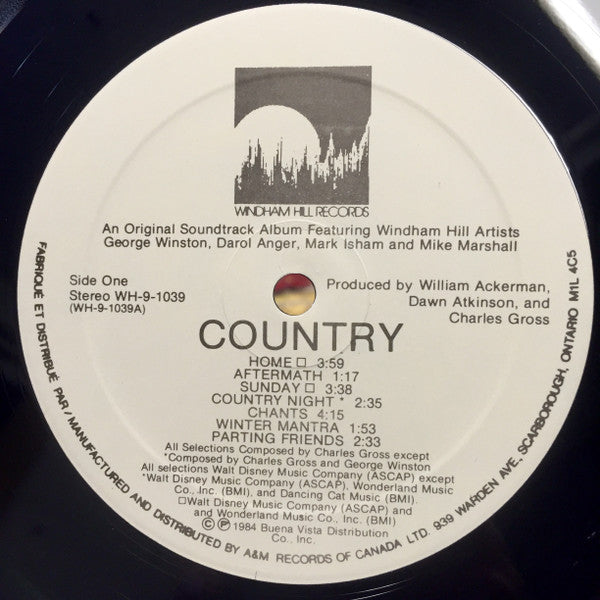 WINDHAM HILL RECORDS
An Original Soundtrack Album Featuring Windham Hill Artists
George Winston, Darol Anger, Mark Isham and Mike Marshall
Side One
Stereo WH-9-1039
(WH-9-1039A)
Produced by William Ackerman,
Dawn Atkinson, and
Charles Gross
COUNTRY
HOME □ 3:59
AFTERMATH 1:17
SUNDAY □ 3:38
COUNTRY NIGHT * 2:35
CHANTS 4:15
WINTER MANTRA 1:53
PARTING FRIENDS 2:33
All Selections Composed by Charles Gross except
*Composed by Charles Gross and George Winston
All selections Walt Disney Music Company (ASCAP) except
*Walt Disney Music Company (ASCAP), Wonderland Music
Co., Inc. (BMI), and Dancing Cat Music (BMI).
□Walt Disney Music Company (ASCAP) and
and Wonderland Music Co., Inc. (BMI)
© ℗ 1984 Buena Vista Distribution
Co., Inc.
FABRIQUÉ ET DISTRIBUÉ PAR / MANUFACTURED AND DISTRIBUTED BY A&M RECORDS OF CANADA LTD. 939 WARDEN AVE, SCARBOROUGH, ONTARIO M1L 4C5